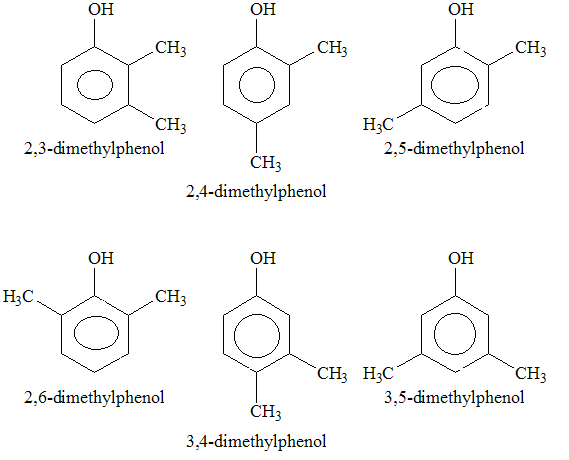 OH
OH
OH
CH3
CH3
CH3
CH3
H3C
2,3-dimethylphenol
2,5-dimethylphenol
CH3
2,4-dimethylphenol
OH
OH
OH
H3C
CH3
CH3
H3C
CH3
2,6-dimethylphenol
3,5-dimethylphenol
CH3
3,4-dimethylphenol